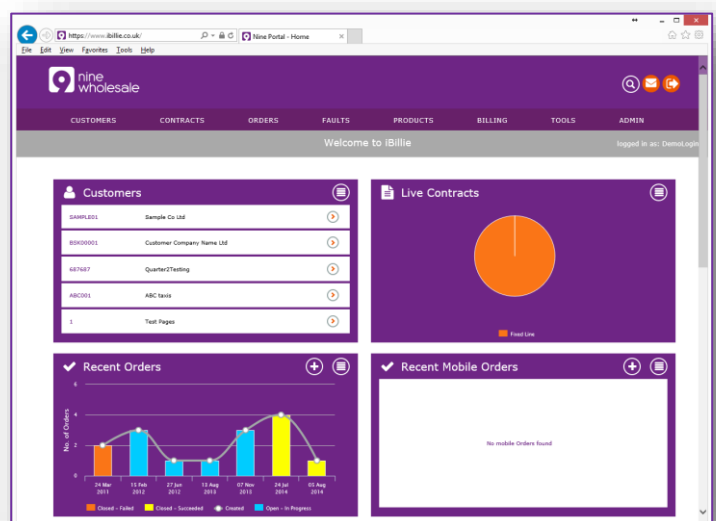 https://www.ibillie.co.uk/
Nine Portal - Home
File Edit View Favorites Tools Help
nine
wholesale
CUSTOMERS CONTRACTS ORDERS FAULTS PRODUCTS BILLING TOOLS ADMIN
Welcome to iBillie
logged in as: DemoLogin
Customers
SAMPLE01 Sample Co Ltd
BSK00001 Customer Company Name Ltd
687687 Quarter2Testing
ABC001 ABC taxis
1 Test Pages
Live Contracts
Fixed Line
Recent Orders
No. of Orders
6
4
2
0
24 Mar 2011
15 Feb 2012
27 Jun 2012
13 Aug 2013
07 Nov 2013
24 Jul 2014
05 Aug 2014
Closed - Failed Closed - Succeeded Created Open - In Progress
Recent Mobile Orders
No mobile Orders found